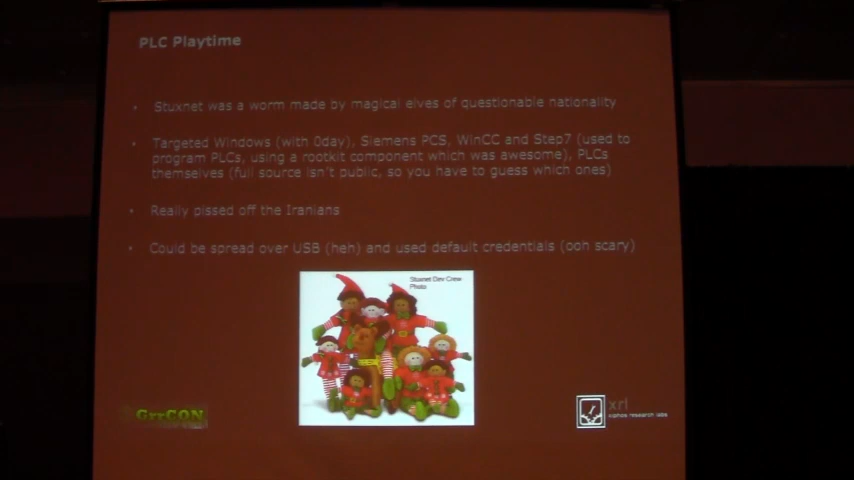 PLC Playtime
• Stuxnet was a worm made by magical elves of questionable nationality
• Targeted Windows (with 0day), Siemens PCS, WinCC and Step7 (used to
program PLCs, using a rootkit component which was awesome), PLCs
themselves (full source isn't public, so you have to guess which ones)
• Really pissed off the Iranians
• Could be spread over USB (heh) and used default credentials (ooh scary)
Stuxnet Dev Crew
Photo
GrrCON
xrl
xiphos research labs